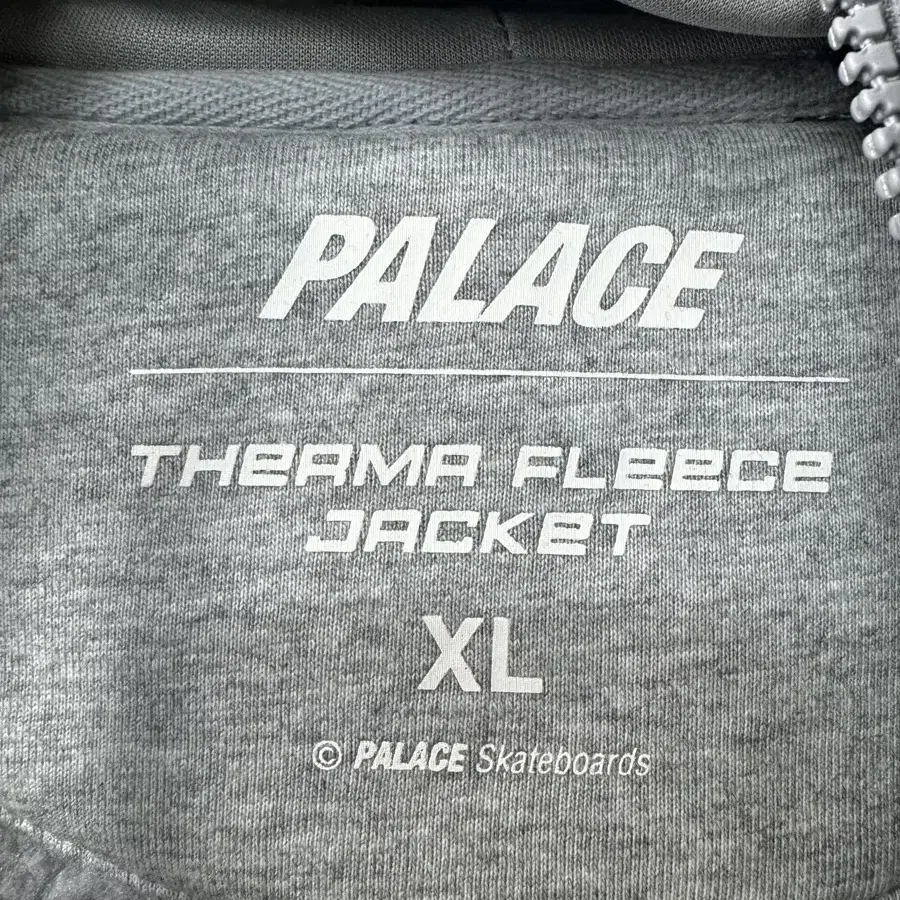 PALACE
THERMA FLEECE
JACKET
XL
© PALACE Skateboards